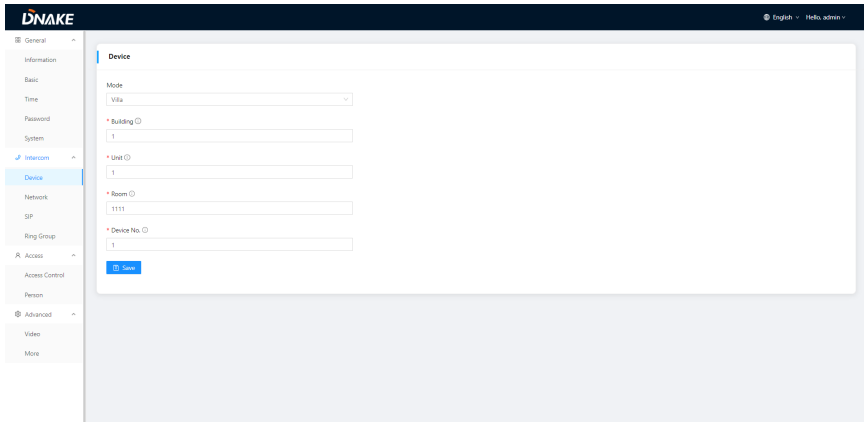 DNAKE
English
Hello, admin
General
Information
Basic
Time
Password
System
Intercom
Device
Network
SIP
Ring Group
Access
Access Control
Person
Advanced
Video
More
Device
Mode
Villa
* Building
1
* Unit
1
* Room
1111
* Device No.
1
Save